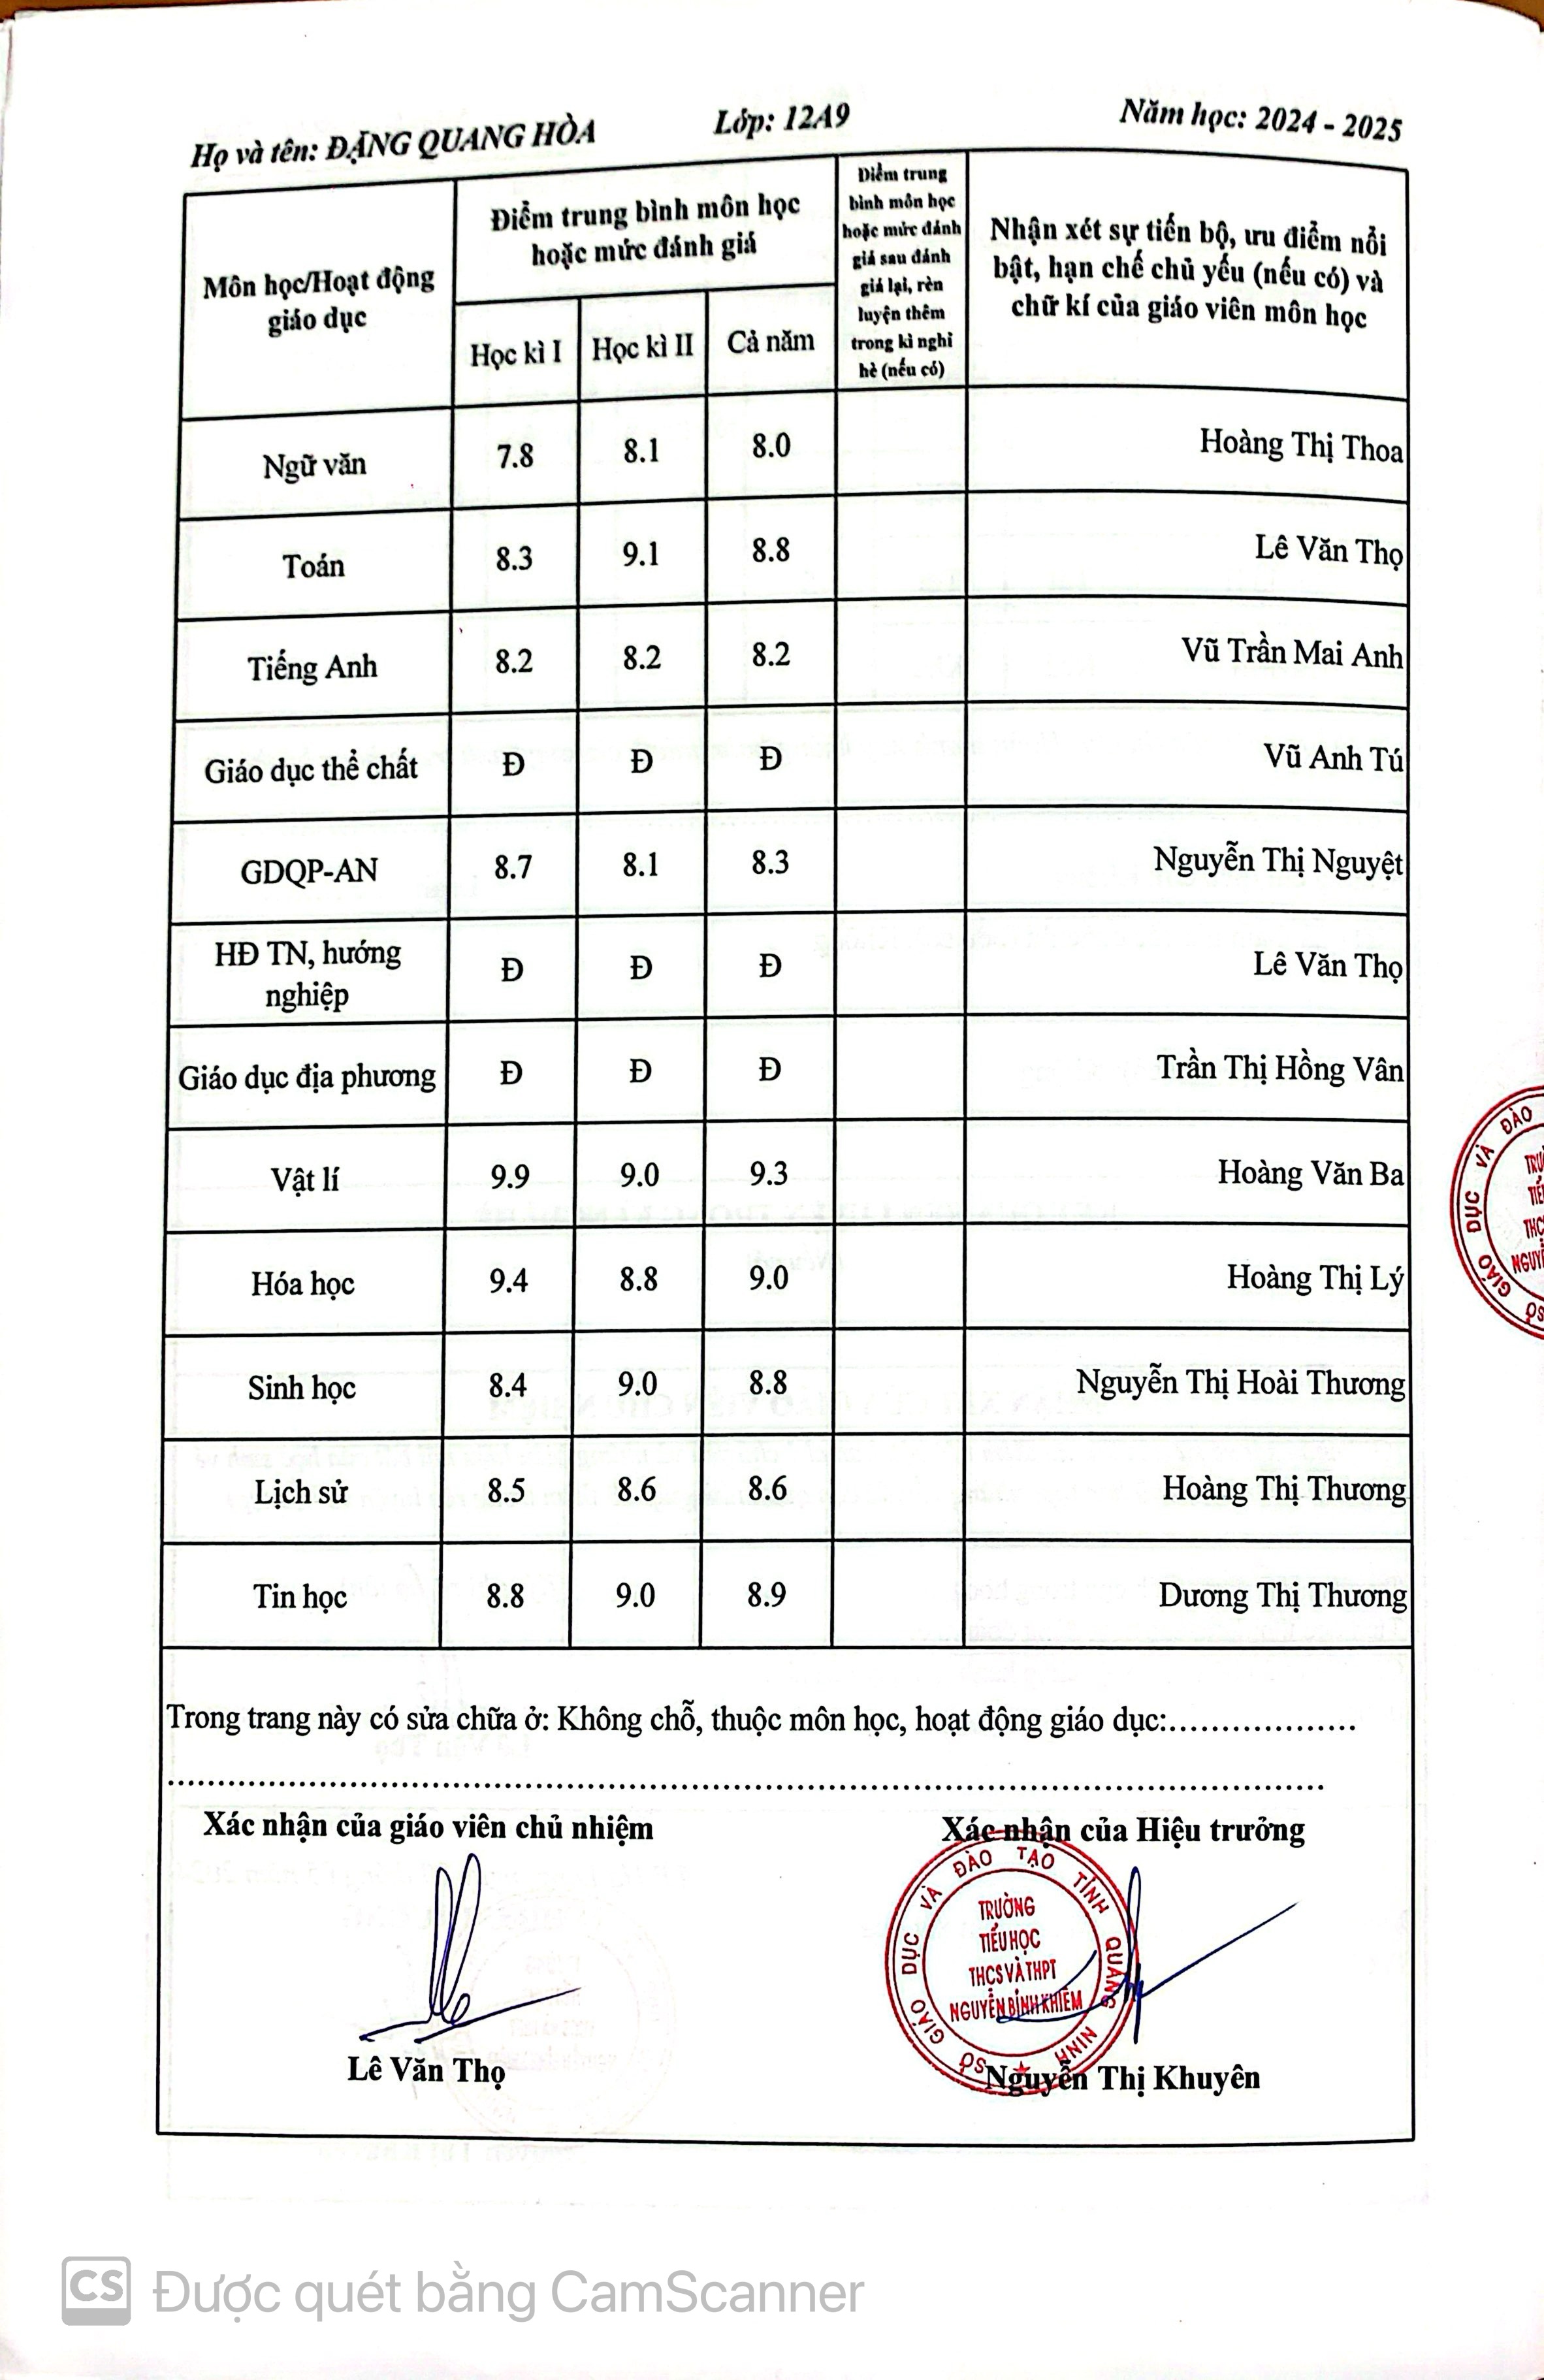 Họ và tên: ĐẶNG QUANG HÒA Lớp: 12A9 Năm học: 2024 - 2025
Môn học/Hoạt động
giáo dục
Điểm trung bình môn học
hoặc mức đánh giá
Học kì I Học kì II Cả năm
Điểm trung
bình môn học
hoặc mức đánh
giá sau đánh
giá lại, rèn
luyện thêm
trong kì nghỉ
hè (nếu có)
Nhận xét sự tiến bộ, ưu điểm nổi
bật, hạn chế chủ yếu (nếu có) và
chữ kí của giáo viên môn học
Ngữ văn 7.8 8.1 8.0 Hoàng Thị Thoa
Toán 8.3 9.1 8.8 Lê Văn Thọ
Tiếng Anh 8.2 8.2 8.2 Vũ Trần Mai Anh
Giáo dục thể chất Đ Đ Đ Vũ Anh Tú
GDQP-AN 8.7 8.1 8.3 Nguyễn Thị Nguyệt
HĐ TN, hướng
nghiệp Đ Đ Đ Lê Văn Thọ
Giáo dục địa phương Đ Đ Đ Trần Thị Hồng Vân
Vật lí 9.9 9.0 9.3 Hoàng Văn Ba
Hóa học 9.4 8.8 9.0 Hoàng Thị Lý
Sinh học 8.4 9.0 8.8 Nguyễn Thị Hoài Thương
Lịch sử 8.5 8.6 8.6 Hoàng Thị Thương
Tin học 8.8 9.0 8.9 Dương Thị Thương
Trong trang này có sửa chữa ở: Không chỗ, thuộc môn học, hoạt động giáo dục:...................
....................................................................................................................
Xác nhận của giáo viên chủ nhiệm Xác nhận của Hiệu trưởng
SỞ GIÁO DỤC VÀ ĐÀO TẠO TỈNH QUẢNG NINH
TRƯỜNG
TIỂU HỌC
THCS VÀ THPT
NGUYỄN BỈNH KHIÊM
Lê Văn Thọ Nguyễn Thị Khuyên
GIÁO DỤC VÀ ĐÀO
CS Được quét bằng CamScanner